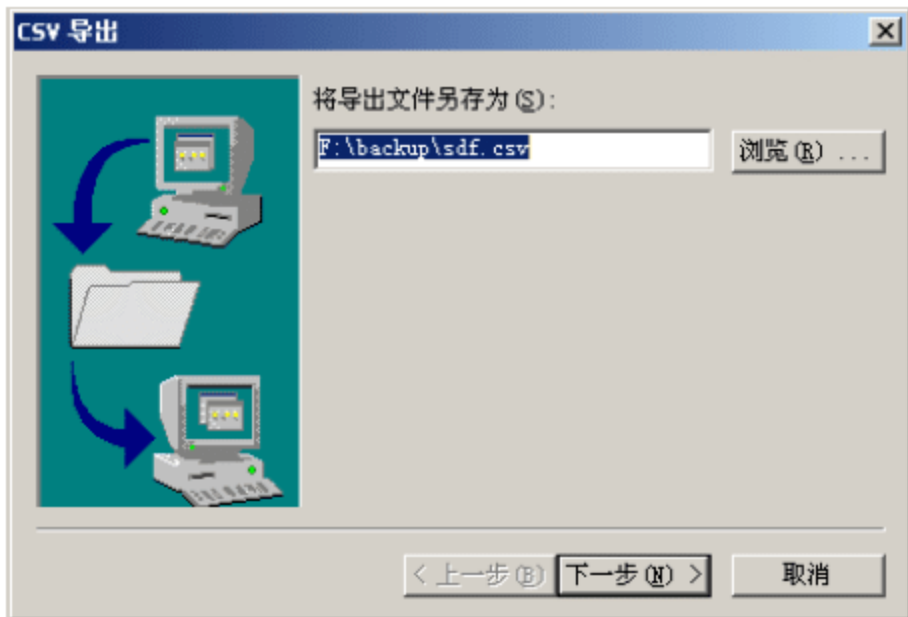 CSV 导出
将导出文件另存为(S):
F:\backup\sdf.csv
浏览(R) ...
< 上一步(B)
下一步(N) >
取消